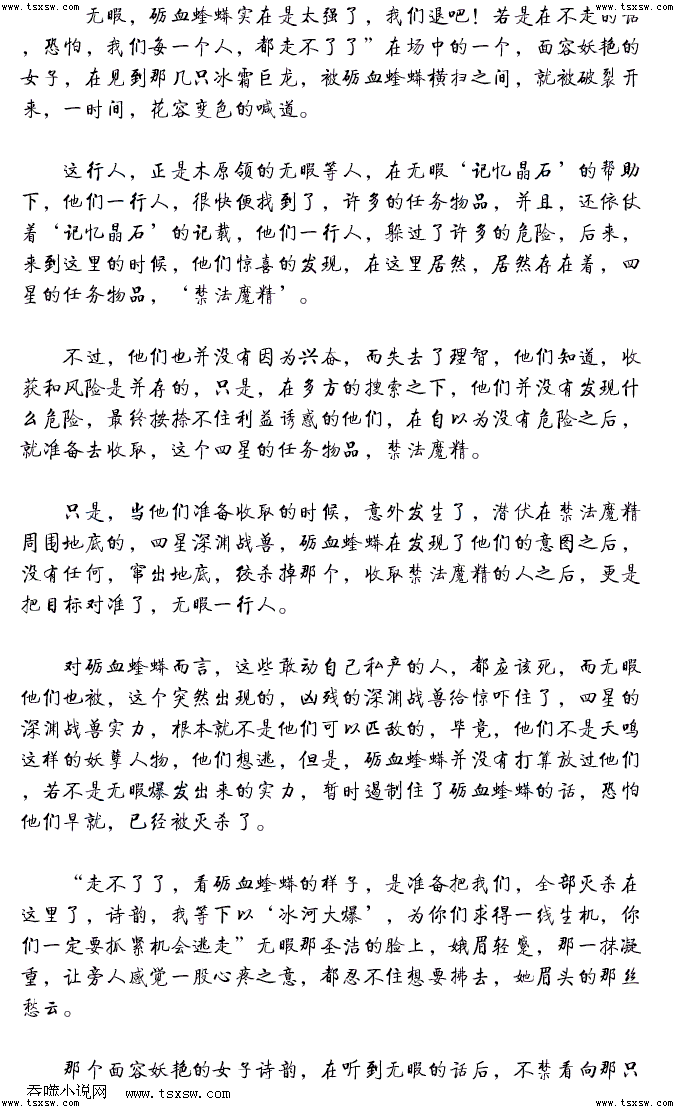 www.tsxsw.com www.tsxsw.com www.tsxsw.com
无暇，砺血蝰蟒实在是太强了，我们退吧！若是在不走的话
，恐怕，我们每一个人，都走不了了”在场中的一个，面容妖艳的
女子，在见到那几只冰霜巨龙，被砺血蝰蟒横扫之间，就被破裂开
来，一时间，花容变色的喊道。
这行人，正是木原领的无暇等人，在无暇‘记忆晶石’的帮助
下，他们一行人，很快便找到了，许多的任务物品，并且，还依仗
着‘记忆晶石’的记载，他们一行人，躲过了许多的危险，后来，
来到这里的时候，他们惊喜的发现，在这里居然，居然存在着，四
星的任务物品，‘禁法魔精’。
不过，他们也并没有因为兴奋，而失去了理智，他们知道，收
获和风险是并存的，只是，在多方的搜索之下，他们并没有发现什
么危险，最终按捺不住利益诱惑的他们，在自以为没有危险之后，
就准备去收取，这个四星的任务物品，禁法魔精。
只是，当他们准备收取的时候，意外发生了，潜伏在禁法魔精
周围地底的，四星深渊战兽，砺血蝰蟒在发现了他们的意图之后，
没有任何，窜出地底，绞杀掉那个，收取禁法魔精的人之后，更是
把目标对准了，无暇一行人。
对砺血蝰蟒而言，这些敢动自己私产的人，都应该死，而无暇
他们也被，这个突然出现的，凶残的深渊战兽给惊吓住了，四星的
深渊战兽实力，根本就不是他们可以匹敌的，毕竟，他们不是天鸣
这样的妖孽人物，他们想逃，但是，砺血蝰蟒并没有打算放过他们
，若不是无暇爆发出来的实力，暂时遏制住了砺血蝰蟒的话，恐怕
他们早就，已经被灭杀了。
“走不了了，看砺血蝰蟒的样子，是准备把我们，全部灭杀在
这里了，诗韵，我等下以‘冰河大爆’，为你们求得一线生机，你
们一定要抓紧机会逃走”无暇那圣洁的脸上，娥眉轻蹙，那一抹凝
重，让旁人感觉一股心疼之意，都忍不住想要拂去，她眉头的那丝
愁云。
那个面容妖艳的女子诗韵，在听到无暇的话后，不禁看向那只
吞噬小说网 www.tsxsw.com
www.tsxsw.com www.tsxsw.com www.tsxsw.com